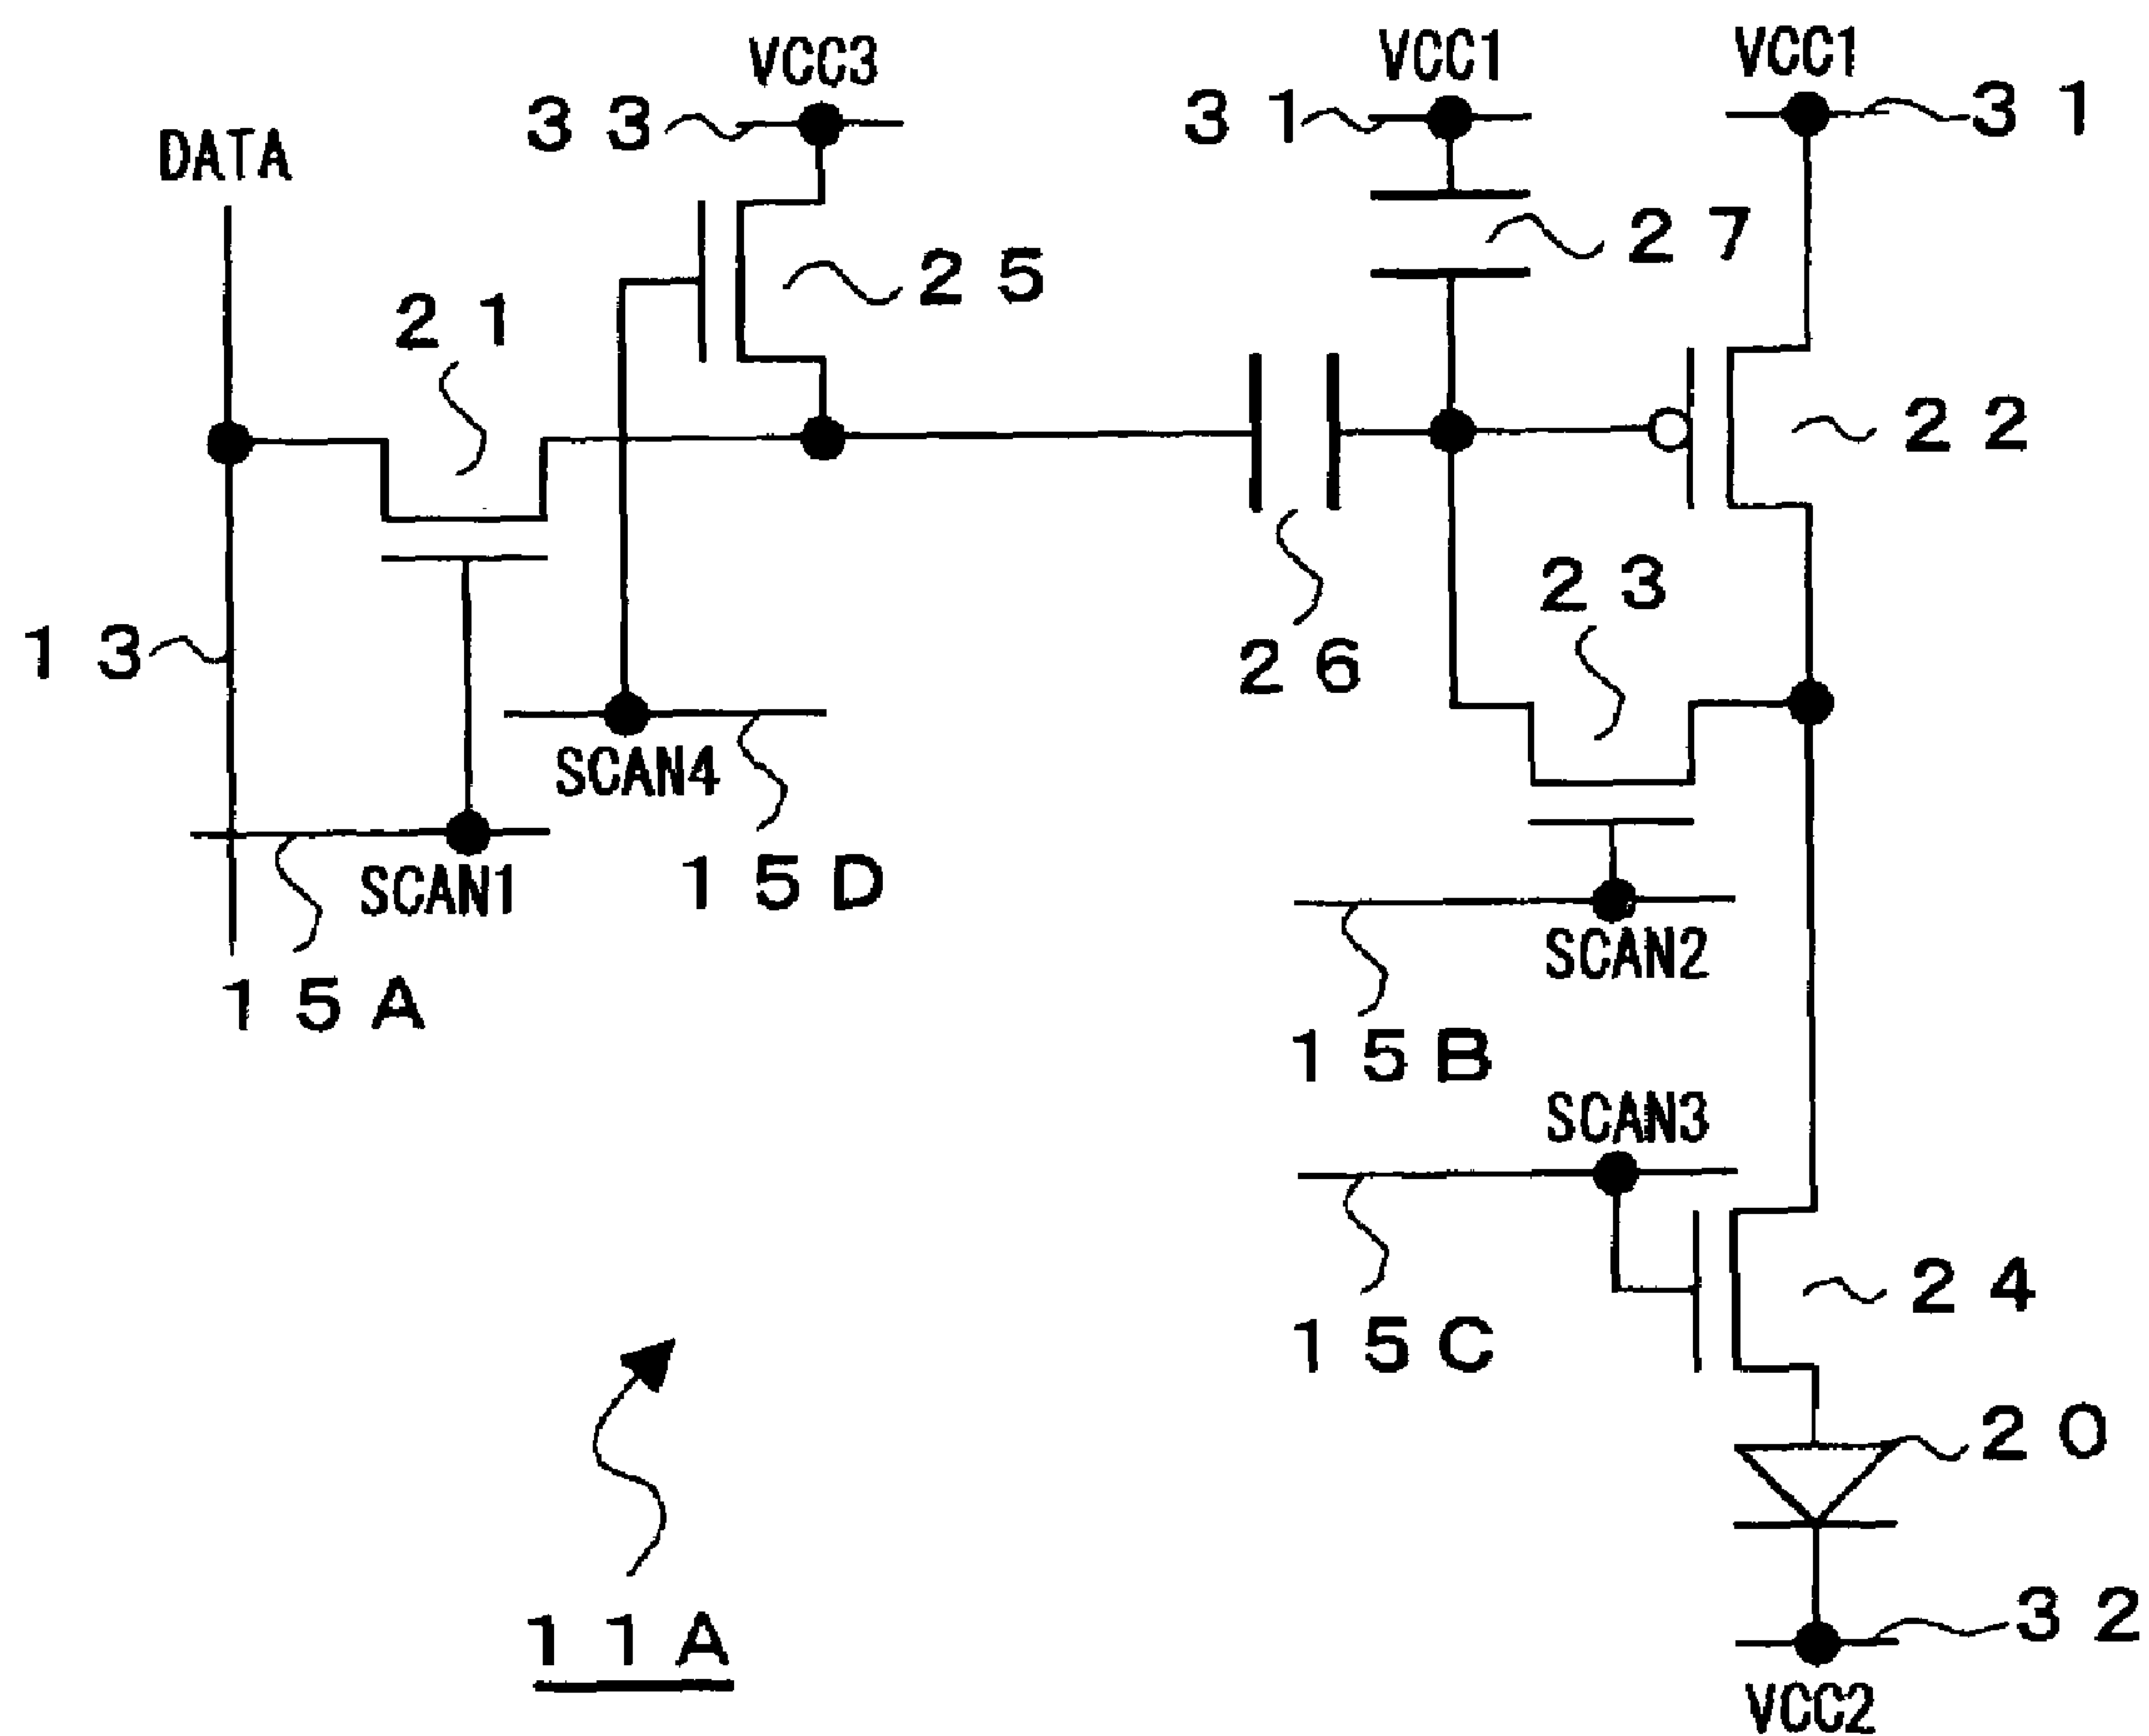 VCC3
VCC1
VCC1
33
31
31
DATA
27
25
21
22
23
13
26
SCAN4
15D
SCAN1
SCAN2
15A
15B
SCAN3
24
15C
20
11A
32
VCC2